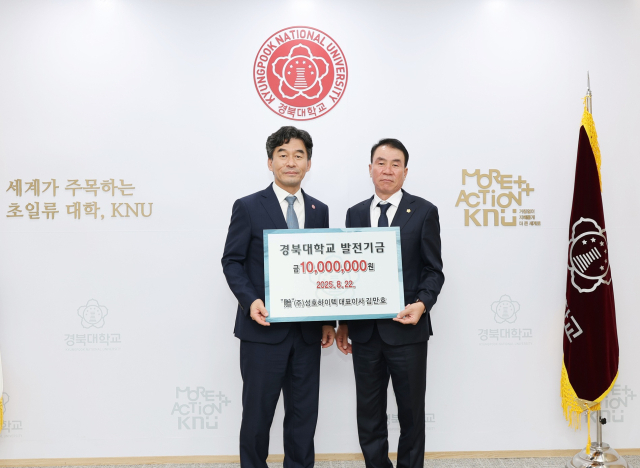 KYUNGPOOK NATIONAL UNIVERSITY
경북대학교
세계가 주목하는
초일류 대학, KNU
MORE++
ACTION
KNU
경북대학교 발전기금
금10,000,000원
2025. 8. 22.
(주)성호하이텍 대표이사 김만호
경북대학교
경북대학교
MORE++
ACTION
KNU
MORE++
ACTION
KNU